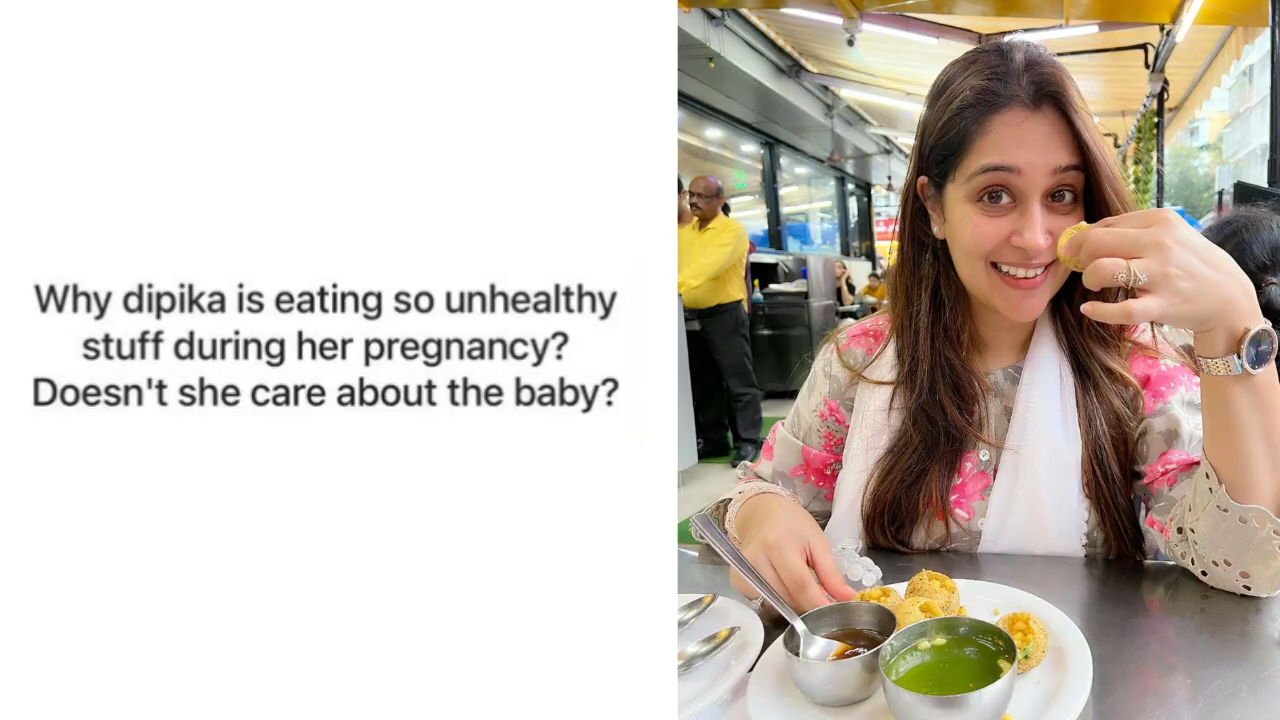 Why dipika is eating so unhealthy
stuff during her pregnancy?
Doesn't she care about the baby?